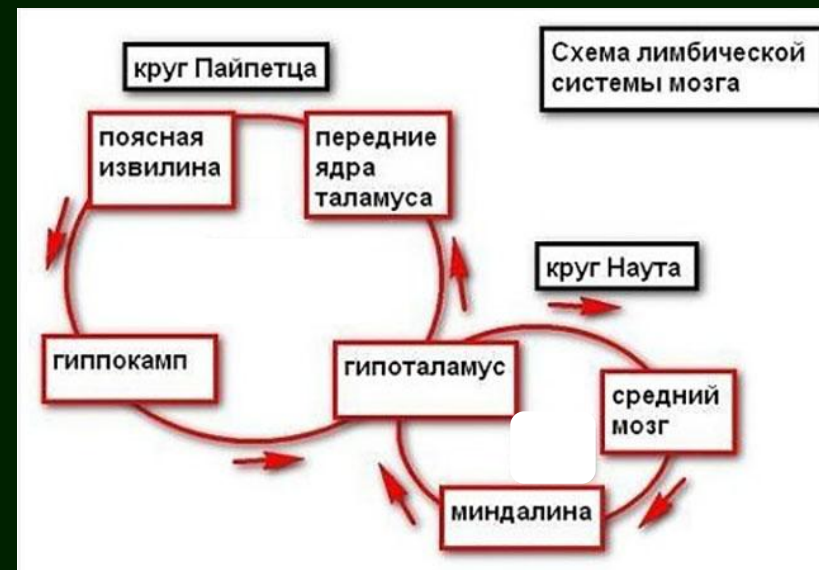 круг Пайпетца
Схема лимбической
системы мозга
поясная
извилина
передние
ядра
таламуса
круг Наута
гиппокамп
гипоталамус
средний
мозг
миндалина